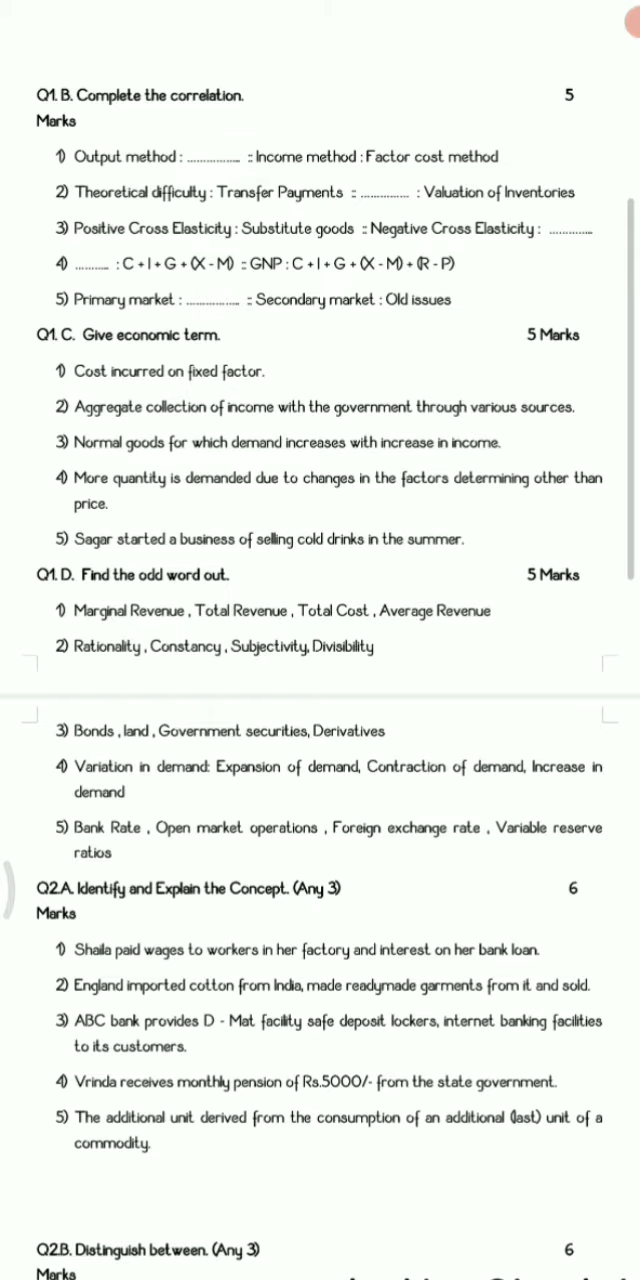 Q1. B. Complete the correlation. 5
Marks
1) Output method : ................ :: Income method : Factor cost method
2) Theoretical difficulty : Transfer Payments :: ............... : Valuation of Inventories
3) Positive Cross Elasticity : Substitute goods :: Negative Cross Elasticity : .............
4) .......... : C + I + G + (X - M) :: GNP : C + I + G + (X - M) + (R - P)
5) Primary market : ................ :: Secondary market : Old issues
Q1. C. Give economic term. 5 Marks
1) Cost incurred on fixed factor.
2) Aggregate collection of income with the government through various sources.
3) Normal goods for which demand increases with increase in income.
4) More quantity is demanded due to changes in the factors determining other than
price.
5) Sagar started a business of selling cold drinks in the summer.
Q1. D. Find the odd word out. 5 Marks
1) Marginal Revenue , Total Revenue , Total Cost , Average Revenue
2) Rationality , Constancy , Subjectivity, Divisibility
3) Bonds , land , Government securities, Derivatives
4) Variation in demand: Expansion of demand, Contraction of demand, Increase in
demand
5) Bank Rate , Open market operations , Foreign exchange rate , Variable reserve
ratios
Q2.A. Identify and Explain the Concept. (Any 3) 6
Marks
1) Shaila paid wages to workers in her factory and interest on her bank loan.
2) England imported cotton from India, made readymade garments from it and sold.
3) ABC bank provides D - Mat facility safe deposit lockers, internet banking facilities
to its customers.
4) Vrinda receives monthly pension of Rs.5000/- from the state government.
5) The additional unit derived from the consumption of an additional (last) unit of a
commodity.
Q2.B. Distinguish between. (Any 3) 6
Marks